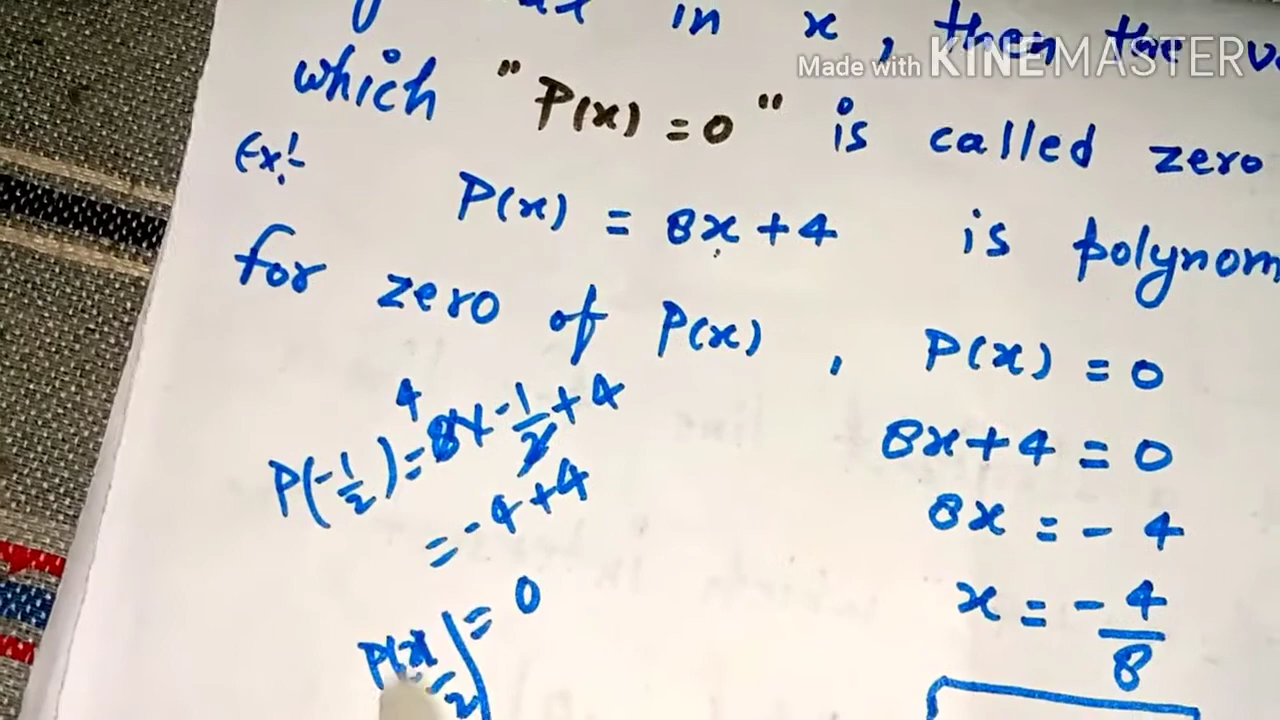 in x, then the
Made with KINEMASTER
which "P(x) = 0" is called zero
Ex:-
P(x) = 8x + 4 is polynom
for zero of P(x), P(x) = 0
8x + 4 = 0
8x = - 4
x = - 4/8
P(-1/2) = 8 x - 1/2 + 4
4
= - 4 + 4
= 0